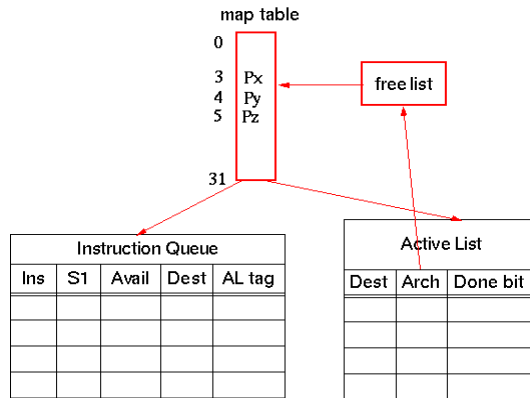 map table
0
3 Px
4 Py
5 Pz
31
free list
Instruction Queue
Ins S1 Avail Dest AL tag
Active List
Dest Arch Done bit